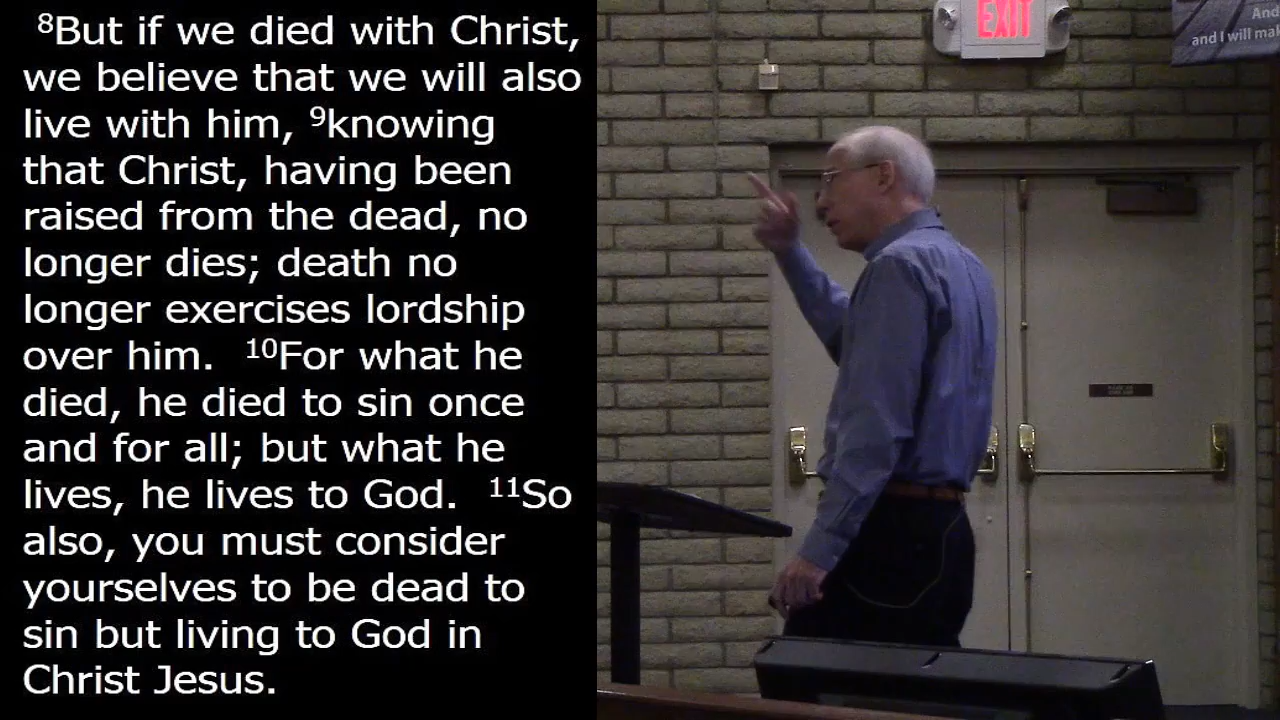 ⁸But if we died with Christ,
we believe that we will also
live with him, ⁹knowing
that Christ, having been
raised from the dead, no
longer dies; death no
longer exercises lordship
over him. ¹⁰For what he
died, he died to sin once
and for all; but what he
lives, he lives to God. ¹¹So
also, you must consider
yourselves to be dead to
sin but living to God in
Christ Jesus.
EXIT
And
and I will mak